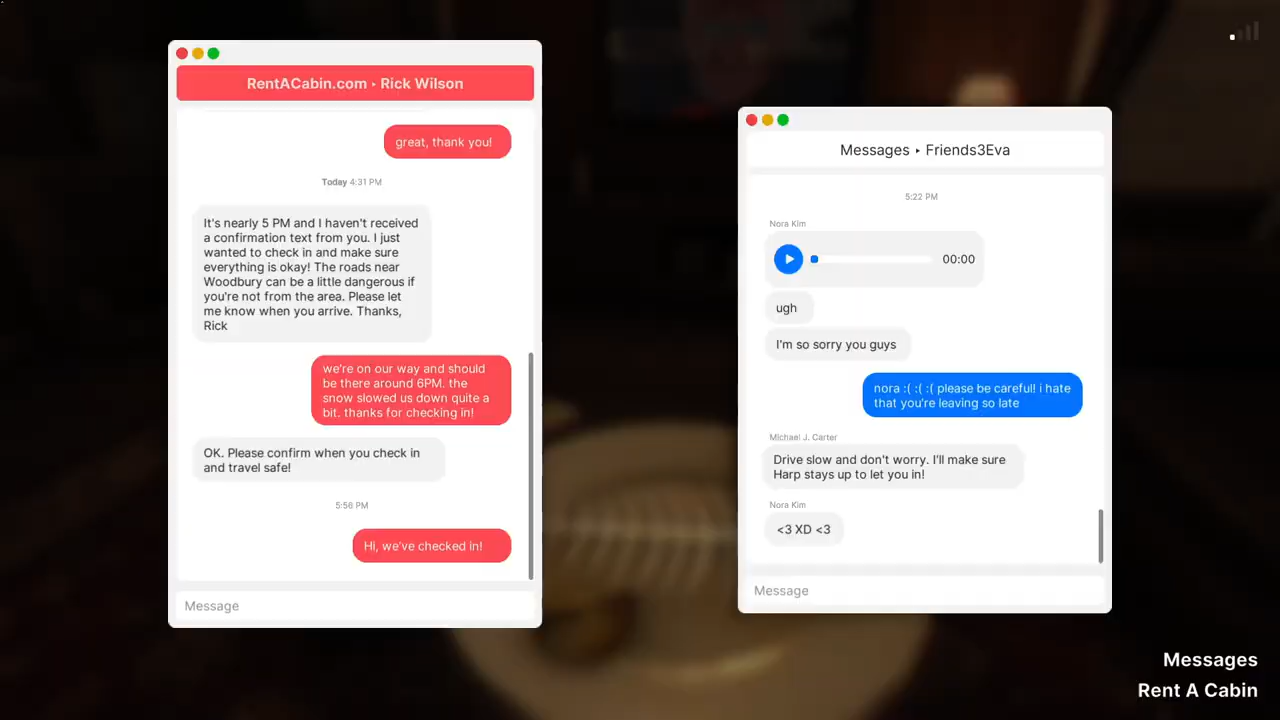 RentACabin.com ▸ Rick Wilson
great, thank you!
Today 4:31 PM
It's nearly 5 PM and I haven't received
a confirmation text from you. I just
wanted to check in and make sure
everything is okay! The roads near
Woodbury can be a little dangerous if
you're not from the area. Please let
me know when you arrive. Thanks,
Rick
we're on our way and should
be there around 6PM. the
snow slowed us down quite a
bit. thanks for checking in!
OK. Please confirm when you check in
and travel safe!
5:56 PM
Hi, we've checked in!
Message
Messages ▸ Friends3Eva
5:22 PM
Nora Kim
00:00
ugh
I'm so sorry you guys
nora :( :( :( please be careful! i hate
that you're leaving so late
Michael J. Carter
Drive slow and don't worry. I'll make sure
Harp stays up to let you in!
Nora Kim
<3 XD <3
Message
Messages
Rent A Cabin